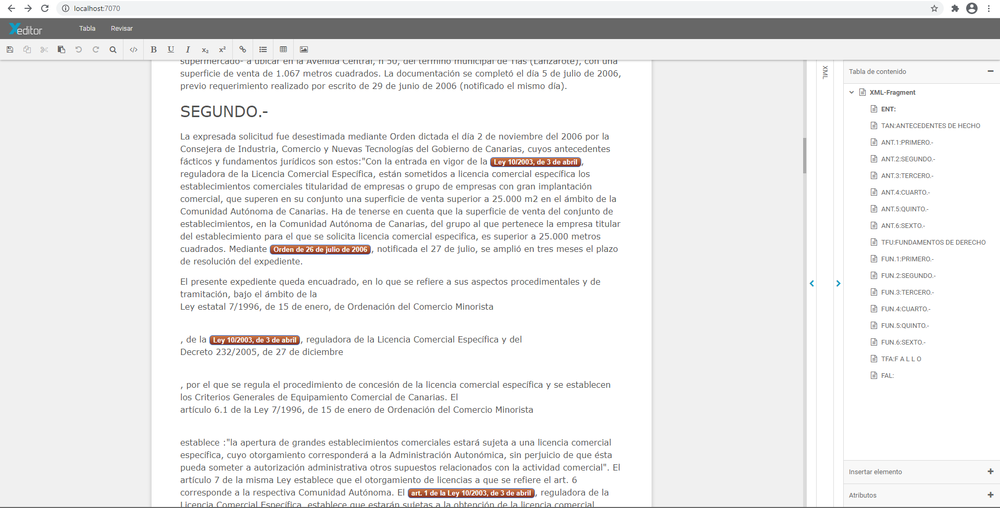 localhost:7070
Xeditor
Tabla
Revisar
</>
B
U
I
x₂
x²
supermercado- a ubicar en la Avenida Central, n 50, del término municipal de Tías (Lanzarote), con una
superficie de venta de 1.067 metros cuadrados. La documentación se completó el día 5 de julio de 2006,
previo requerimiento realizado por escrito de 29 de junio de 2006 (notificado el mismo día).
SEGUNDO.-
La expresada solicitud fue desestimada mediante Orden dictada el día 2 de noviembre del 2006 por la
Consejera de Industria, Comercio y Nuevas Tecnologías del Gobierno de Canarias, cuyos antecedentes
fácticos y fundamentos jurídicos son estos:"Con la entrada en vigor de la Ley 10/2003, de 3 de abril,
reguladora de la Licencia Comercial Específica, están sometidos a licencia comercial específica los
establecimientos comerciales titularidad de empresas o grupo de empresas con gran implantación
comercial, que superen en su conjunto una superficie de venta superior a 25.000 m2 en el ámbito de la
Comunidad Autónoma de Canarias. Ha de tenerse en cuenta que la superficie de venta del conjunto de
establecimientos, en la Comunidad Autónoma de Canarias, del grupo al que pertenece la empresa titular
del establecimiento para el que se solicita licencia comercial especifica, es superior a 25.000 metros
cuadrados. Mediante Orden de 26 de julio de 2006, notificada el 27 de julio, se amplió en tres meses el plazo
de resolución del expediente.
El presente expediente queda encuadrado, en lo que se refiere a sus aspectos procedimentales y de
tramitación, bajo el ámbito de la
Ley estatal 7/1996, de 15 de enero, de Ordenación del Comercio Minorista
, de la Ley 10/2003, de 3 de abril, reguladora de la Licencia Comercial Específica y del
Decreto 232/2005, de 27 de diciembre
, por el que se regula el procedimiento de concesión de la licencia comercial específica y se establecen
los Criterios Generales de Equipamiento Comercial de Canarias. El
artículo 6.1 de la Ley 7/1996, de 15 de enero de Ordenación del Comercio Minorista
establece :"la apertura de grandes establecimientos comerciales estará sujeta a una licencia comercial
específica, cuyo otorgamiento corresponderá a la Administración Autonómica, sin perjuicio de que ésta
pueda someter a autorización administrativa otros supuestos relacionados con la actividad comercial". El
artículo 7 de la misma Ley establece que el otorgamiento de licencias a que se refiere el art. 6
corresponde a la respectiva Comunidad Autónoma. El art. 1 de la Ley 10/2003, de 3 de abril, reguladora de la
Licencia Comercial Específica, establece que estarán sujetas a la obtención de la licencia comercial
XML
Tabla de contenido
XML-Fragment
ENT:
TAN:ANTECEDENTES DE HECHO
ANT.1:PRIMERO.-
ANT.2:SEGUNDO.-
ANT.3:TERCERO.-
ANT.4:CUARTO.-
ANT.5:QUINTO.-
ANT.6:SEXTO.-
TFU:FUNDAMENTOS DE DERECHO
FUN.1:PRIMERO.-
FUN.2:SEGUNDO.-
FUN.3:TERCERO.-
FUN.4:CUARTO.-
FUN.5:QUINTO.-
FUN.6:SEXTO.-
TFA:F A L L O
FAL:
Insertar elemento
Atributos